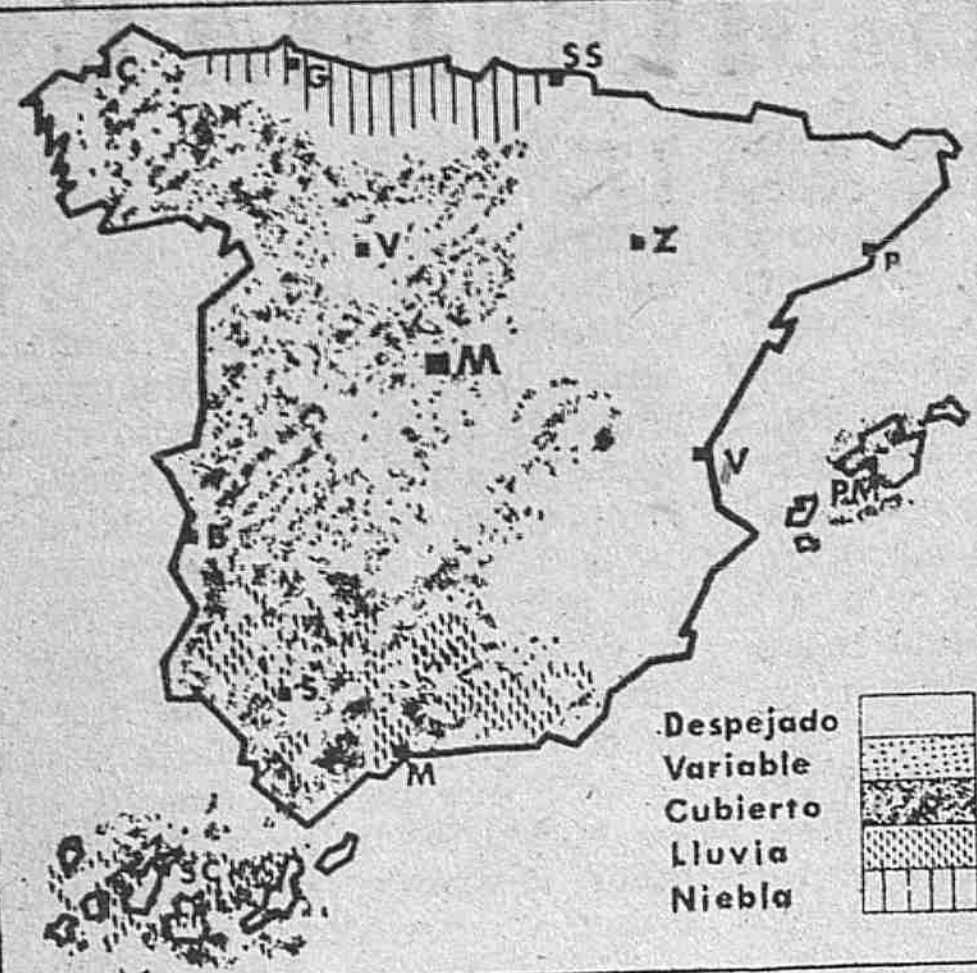 SS
C
G
V
Z
P
M
V
P.M.
B
S
M
S C
Despejado
Variable
Cubierto
Lluvia
Niebla